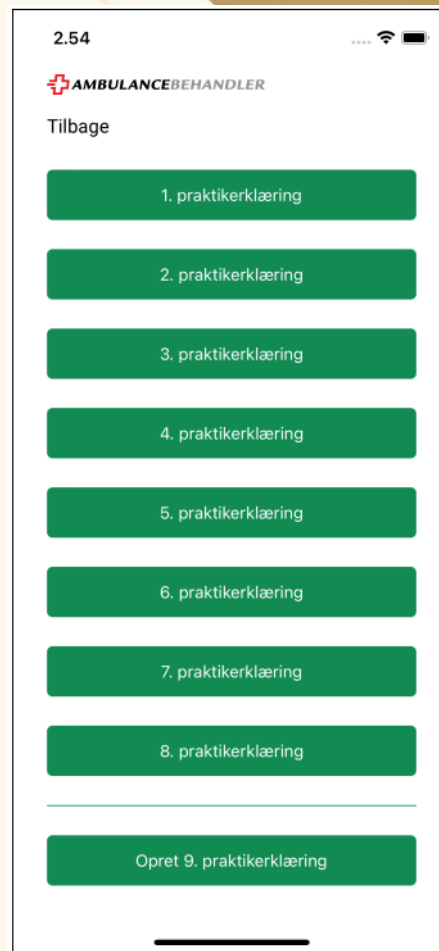 2.54
AMBULANCEBEHANDLER
Tilbage
1. praktikerklæring
2. praktikerklæring
3. praktikerklæring
4. praktikerklæring
5. praktikerklæring
6. praktikerklæring
7. praktikerklæring
8. praktikerklæring
Opret 9. praktikerklæring